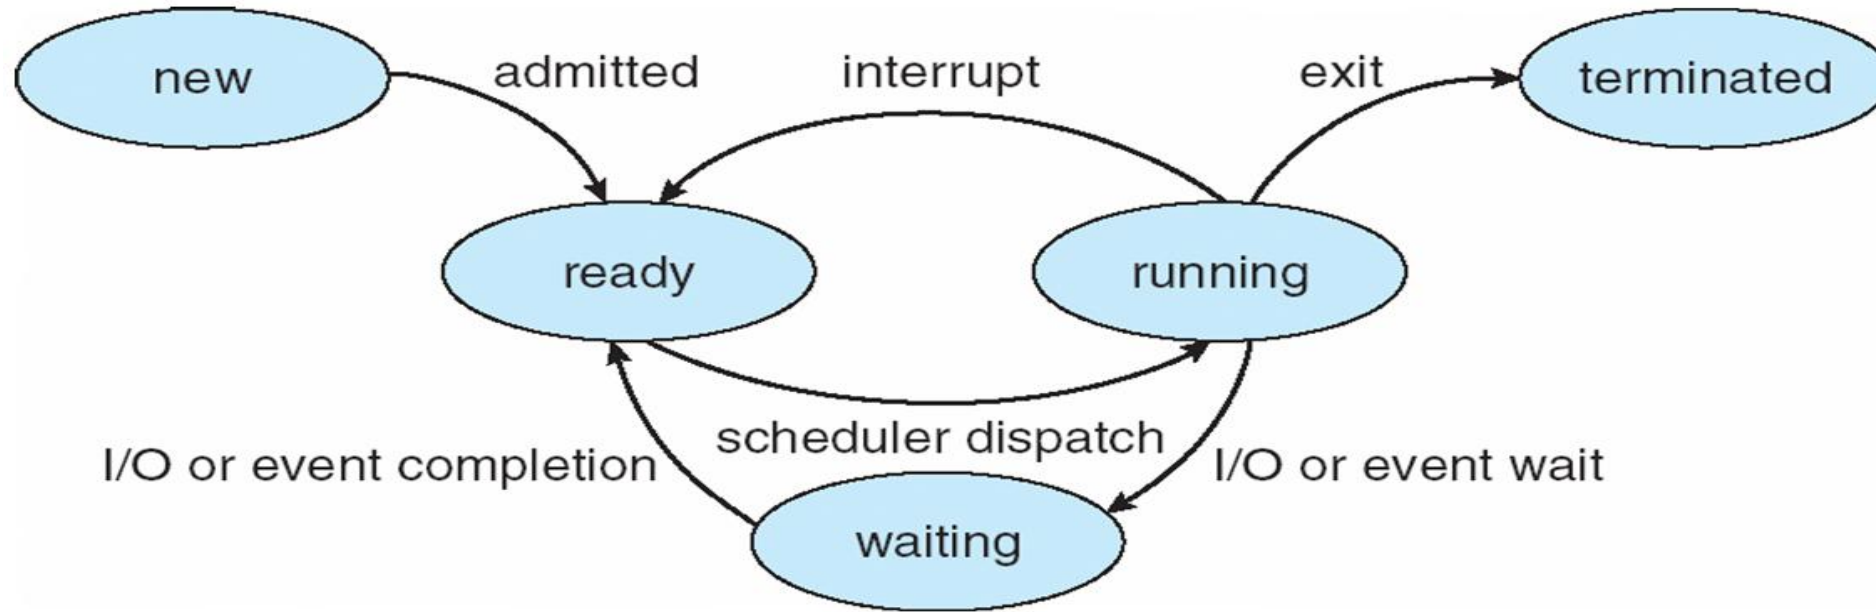 new
admitted
interrupt
exit
terminated
ready
running
scheduler dispatch
I/O or event completion
I/O or event wait
waiting